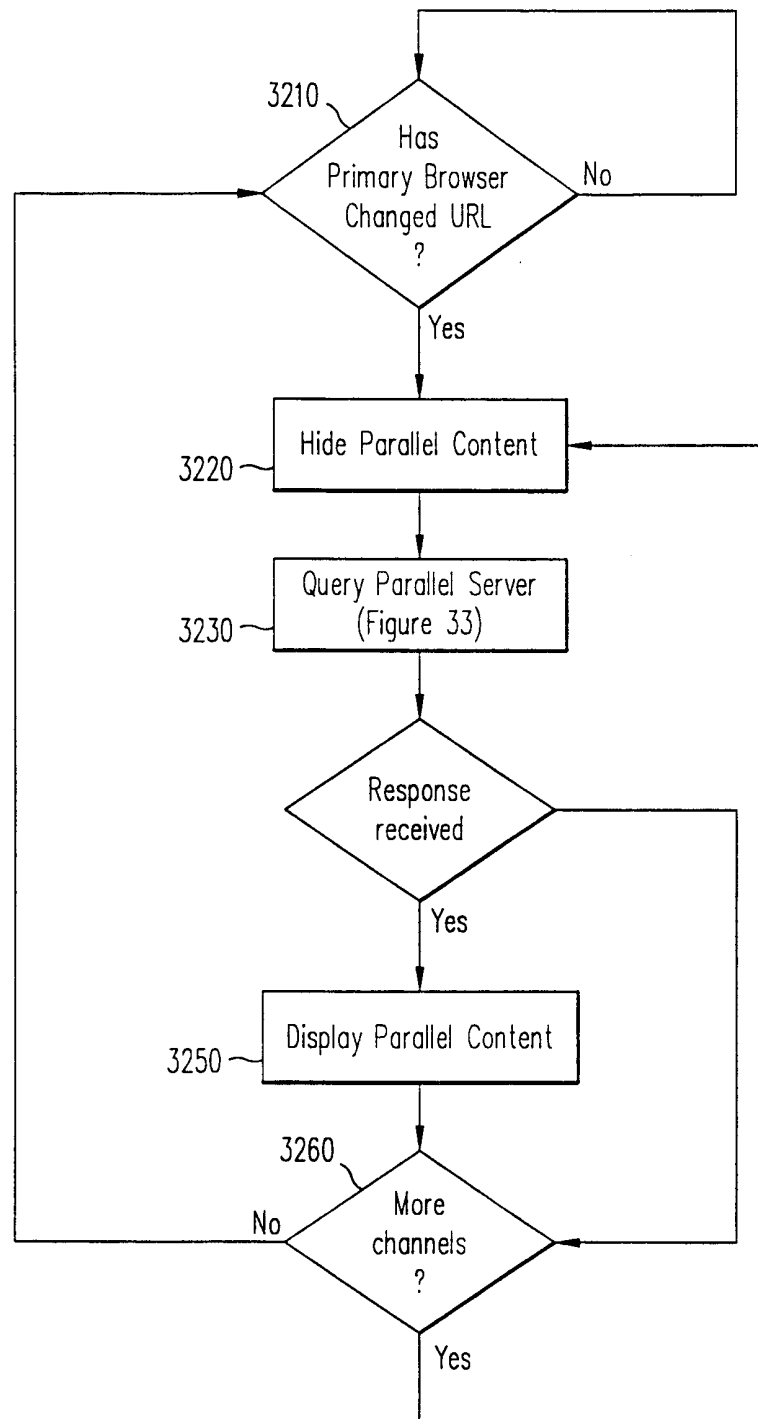 3210
Has
Primary Browser
Changed URL
?
No
Yes
Hide Parallel Content
3220
Query Parallel Server
(Figure 33)
3230
Response
received
Yes
Display Parallel Content
3250
3260
More
channels
?
No
Yes